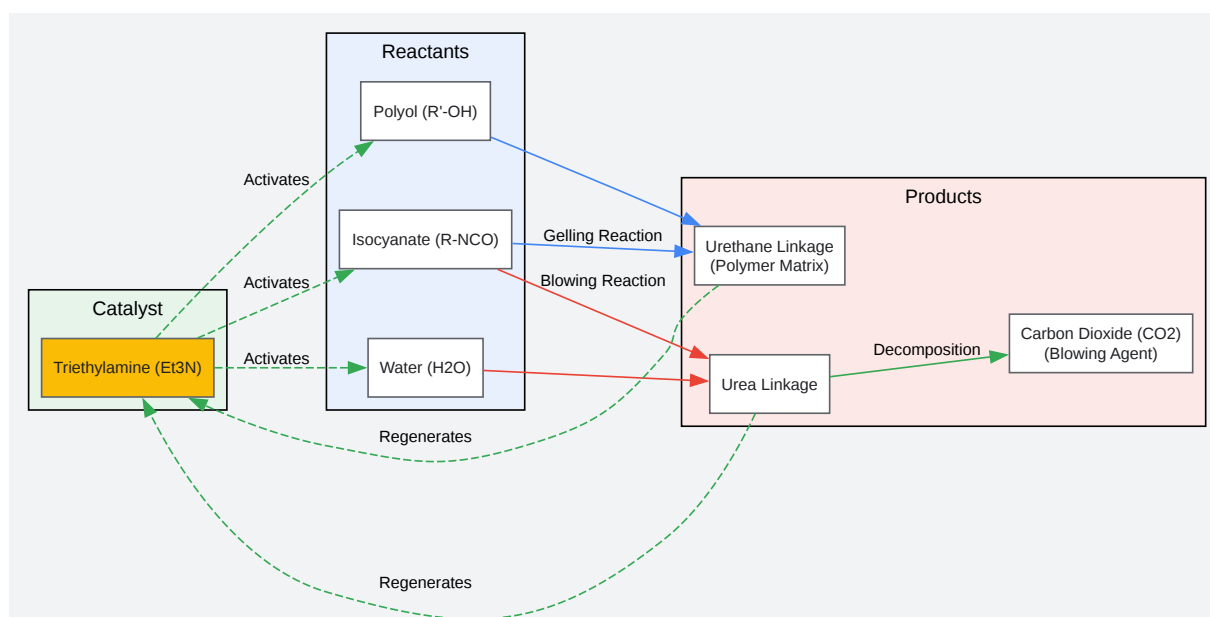 Reactants
Polyol (R'-OH)
Activates
Products
Isocyanate (R-NCO)
Gelling Reaction
Urethane Linkage
(Polymer Matrix)
Activates
Blowing Reaction
Catalyst
Triethylamine (Et3N)
Activates
Water (H2O)
Urea Linkage
Decomposition
Carbon Dioxide (CO2)
(Blowing Agent)
Regenerates
Regenerates